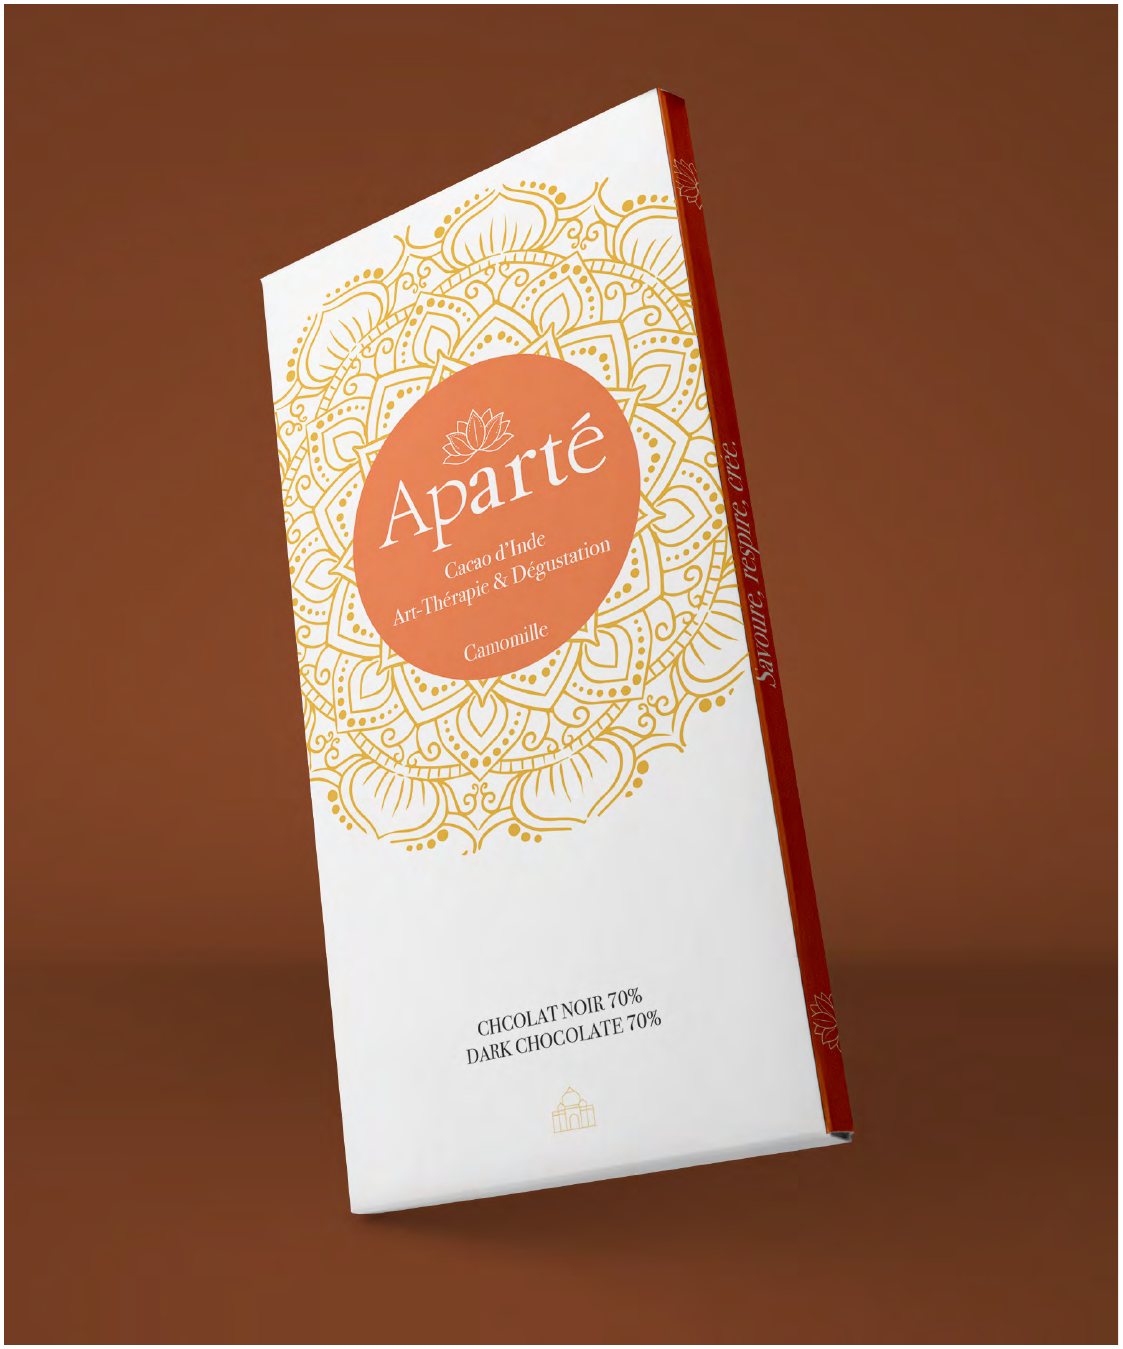 Aparté
Cacao d'Inde
Art-Thérapie & Dégustation
Camomille
Savoure, respire, crée.
CHCOLAT NOIR 70%
DARK CHOCOLATE 70%